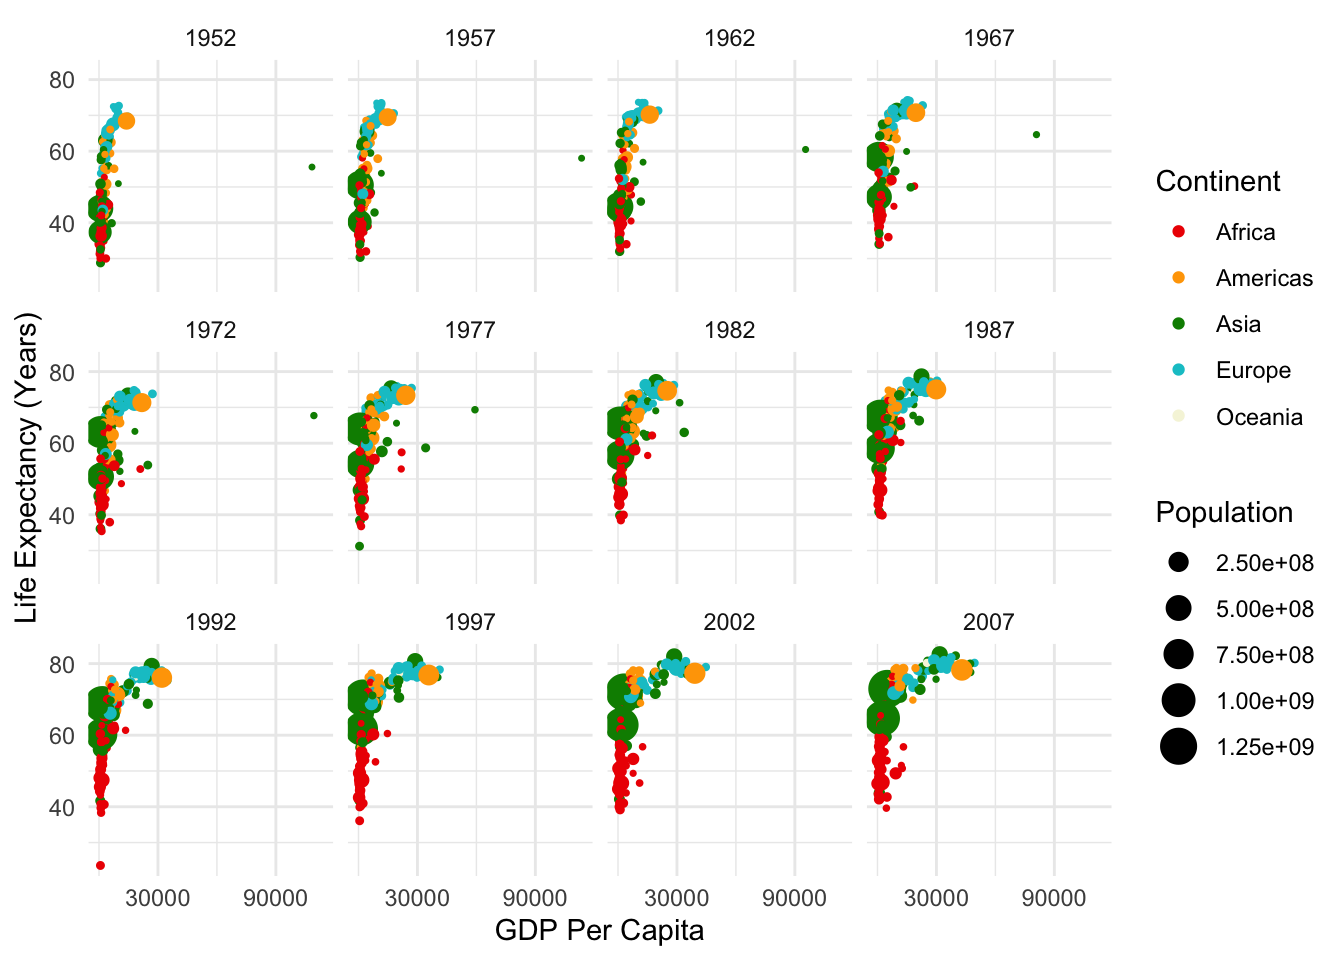 1952 1957 1962 1967
80
60
40
1972 1977 1982 1987
80
60
40
1992 1997 2002 2007
80
60
40
30000 90000 30000 90000 30000 90000 30000 90000
GDP Per Capita
Life Expectancy (Years)
Continent
Africa
Americas
Asia
Europe
Oceania
Population
2.50e+08
5.00e+08
7.50e+08
1.00e+09
1.25e+09